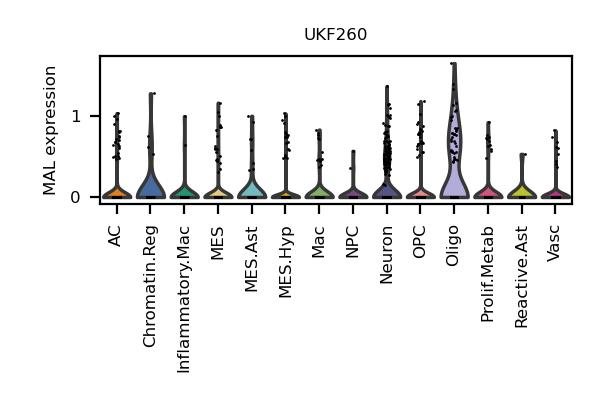 UKF260
MAL expression
1
0
AC
Chromatin.Reg
Inflammatory.Mac
MES
MES.Ast
MES.Hyp
Mac
NPC
Neuron
OPC
Oligo
Prolif.Metab
Reactive.Ast
Vasc